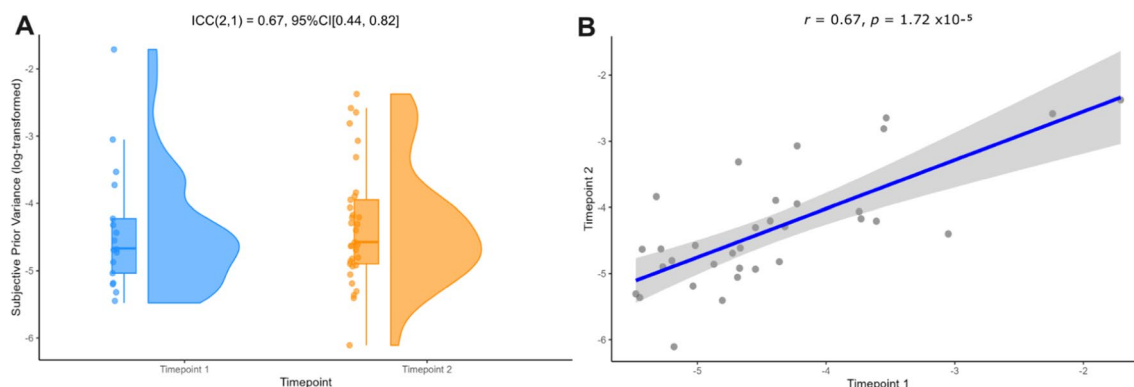 A
ICC(2,1) = 0.67, 95%CI[0.44, 0.82]
Subjective Prior Variance (log-transformed)
-2
-3
-4
-5
-6
Timepoint 1
Timepoint 2
Timepoint
B
r = 0.67, p = 1.72 x10-⁵
Timepoint 2
-2
-3
-4
-5
-6
-5
-4
-3
-2
Timepoint 1